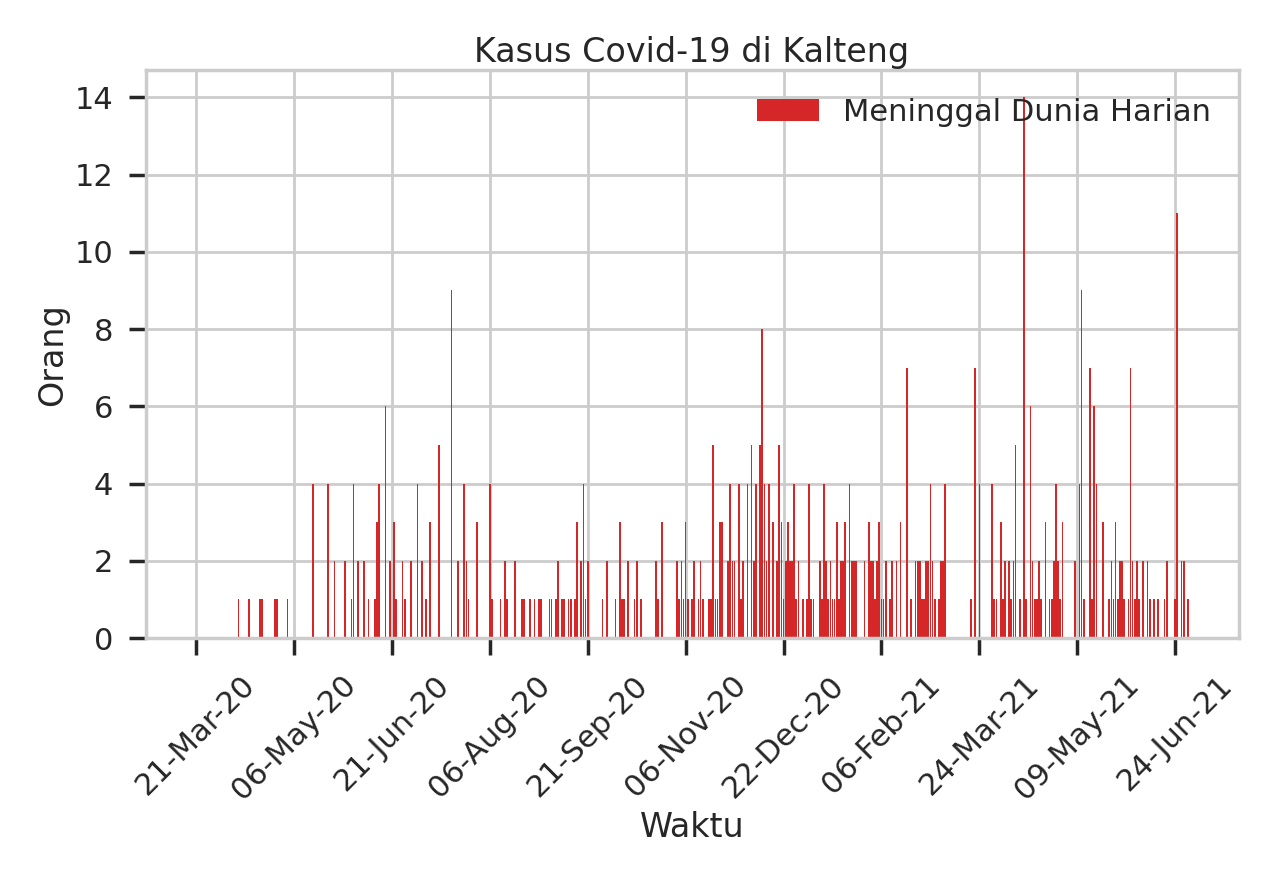 Kasus Covid-19 di Kalteng
Meninggal Dunia Harian
Orang
14
12
10
8
6
4
2
0
21-Mar-20
06-May-20
21-Jun-20
06-Aug-20
21-Sep-20
06-Nov-20
22-Dec-20
06-Feb-21
24-Mar-21
09-May-21
24-Jun-21
Waktu